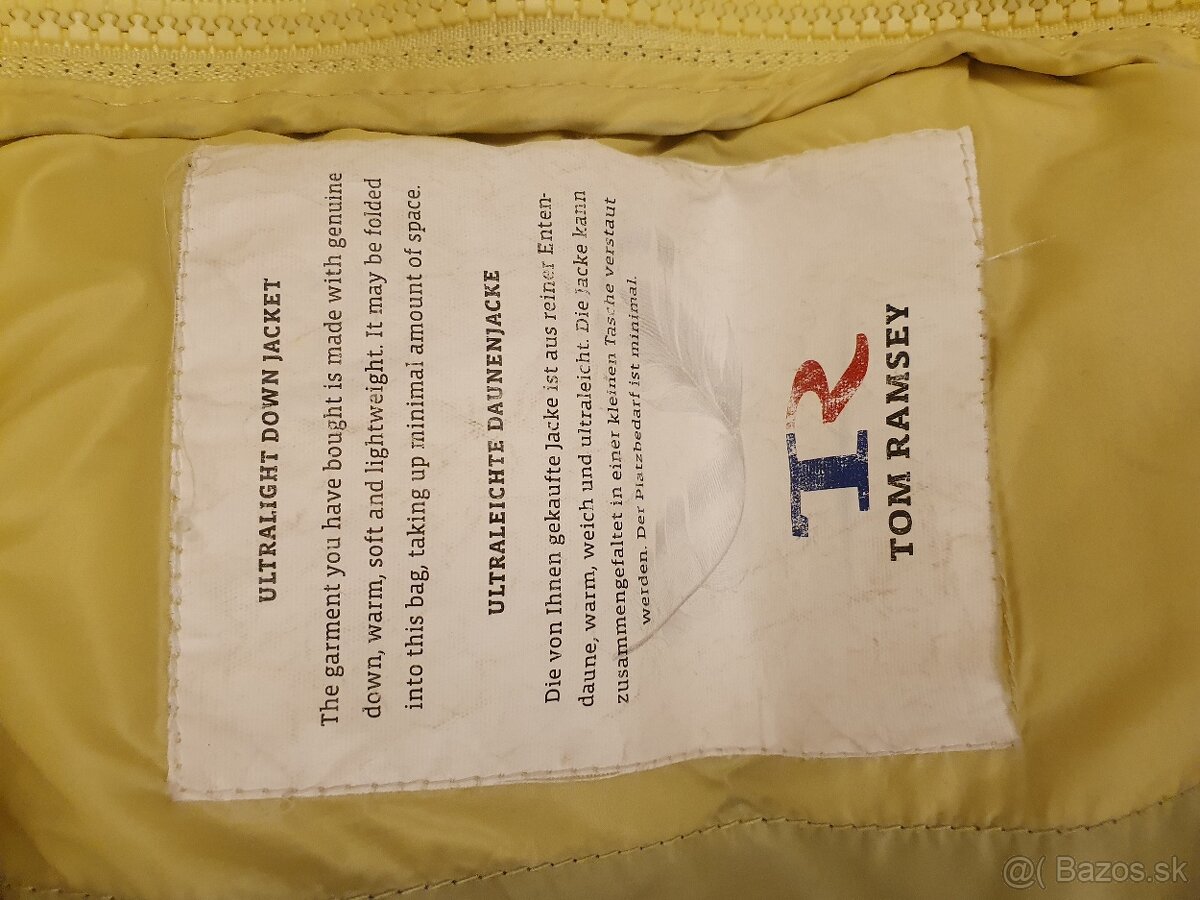 ULTRALIGHT DOWN JACKET
The garment you have bought is made with genuine
down, warm, soft and lightweight. It may be folded
into this bag, taking up minimal amount of space.
ULTRALEICHTE DAUNENJACKE
Die von Ihnen gekaufte Jacke ist aus reiner Enten-
daune, warm, weich und ultraleicht. Die Jacke kann
zusammengefaltet in einer kleinen Tasche verstaut
werden. Der Platzbedarf ist minimal.
TR
TOM RAMSEY
@( Bazos.sk